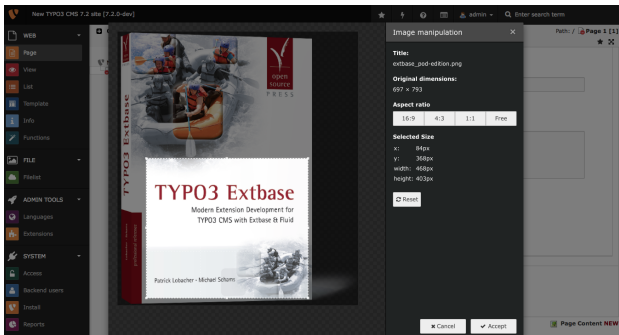 New TYPO3 CMS 7.2 site [7.2.0-dev]
admin
Enter search term
WEB
Page
View
List
Template
Info
Functions
FILE
Filelist
ADMIN TOOLS
Languages
Extensions
SYSTEM
Access
Backend users
Install
Reports
open
source
PRESS
TYPO3 Extbase
TYPO3 Extbase
Modern Extension Development for
TYPO3 CMS with Extbase & Fluid
Patrick Lobacher - Michael Schams
Image manipulation
Title:
extbase_pod-edition.png
Original dimensions:
697 × 793
Aspect ratio
16:9
4:3
1:1
Free
Selected Size
x: 84px
y: 368px
width: 468px
height: 403px
Reset
Cancel
Accept
Path: / Page 1 [1]
Page Content NEW